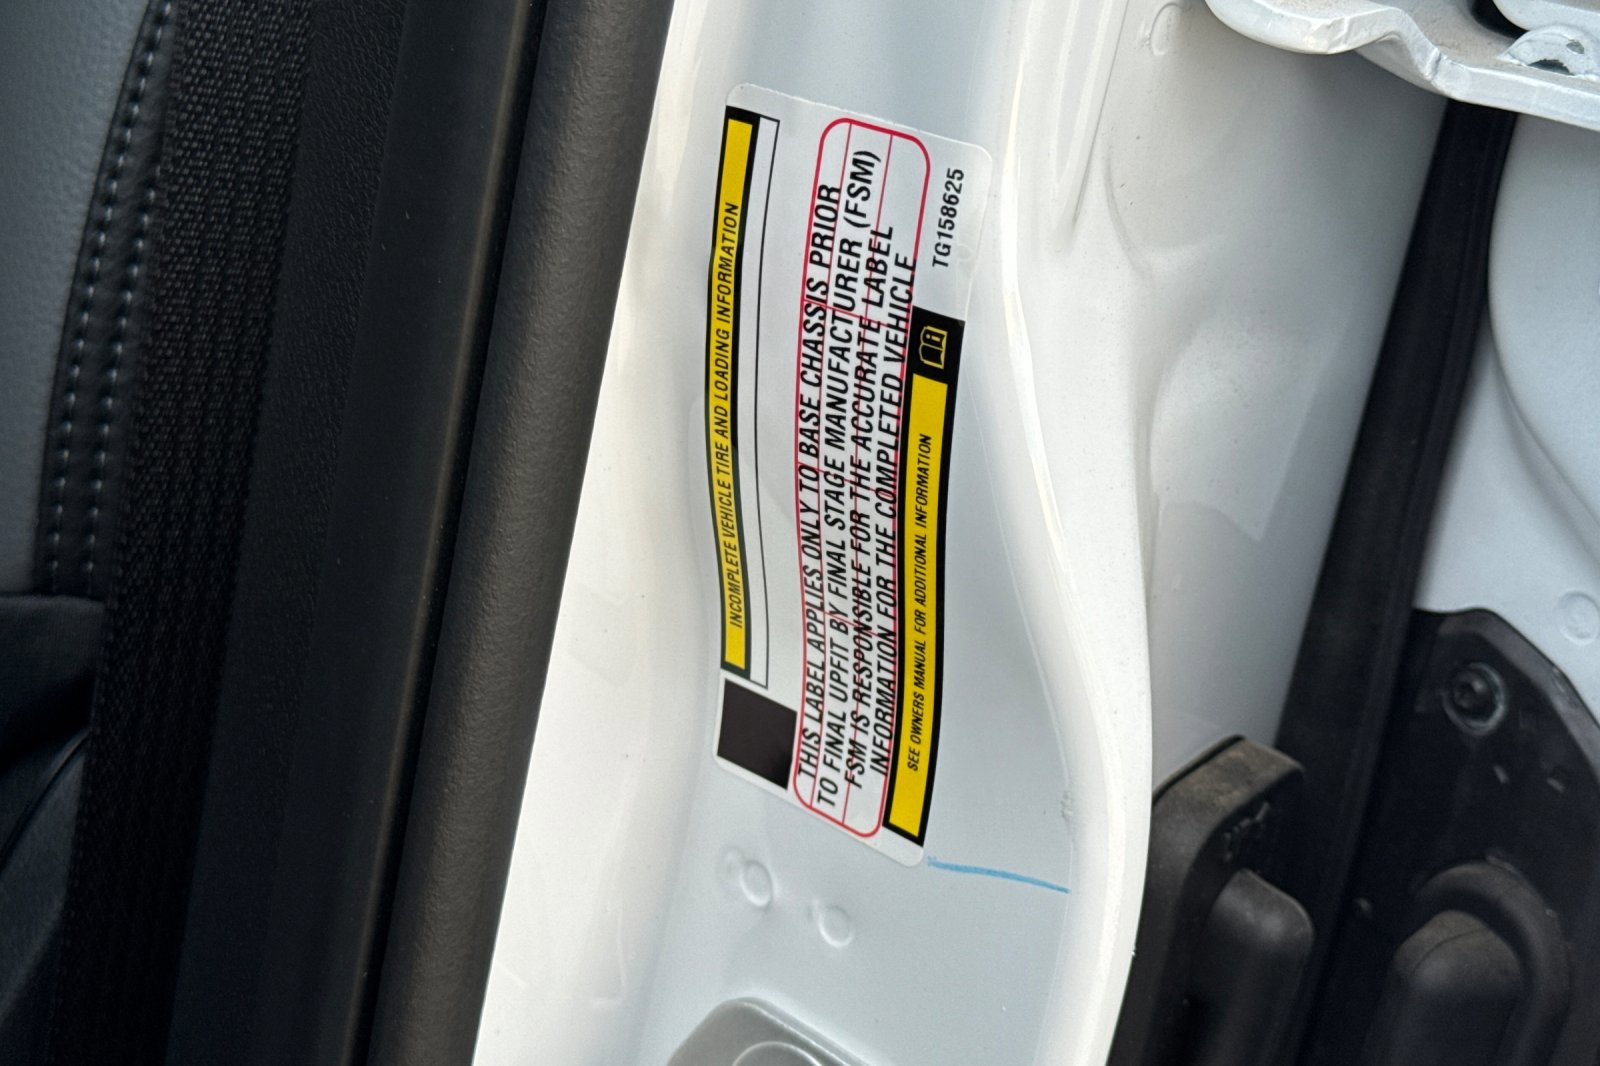 INCOMPLETE VEHICLE TIRE AND LOADING INFORMATION
THIS LABEL APPLIES ONLY TO BASE CHASSIS PRIOR
TO FINAL UPFIT BY FINAL STAGE MANUFACTURER (FSM)
FSM IS RESPONSIBLE FOR THE ACCURATE LABEL
INFORMATION FOR THE COMPLETED VEHICLE
SEE OWNERS MANUAL FOR ADDITIONAL INFORMATION
TG158625